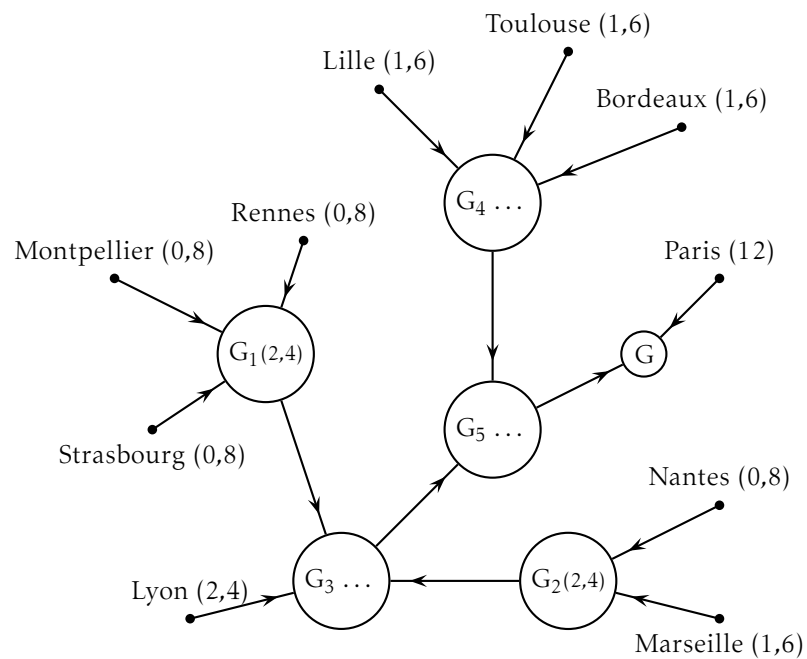 Toulouse (1,6)
Lille (1,6)
Bordeaux (1,6)
G4 ...
Rennes (0,8)
Montpellier (0,8)
Paris (12)
G1(2,4)
G
Strasbourg (0,8)
G5 ...
Nantes (0,8)
G3 ...
G2(2,4)
Lyon (2,4)
Marseille (1,6)